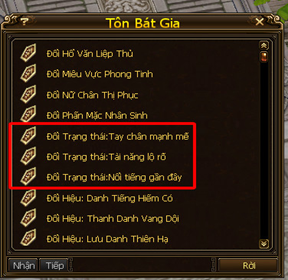 Tôn Bát Gia
Đổi Hổ Văn Liệp Thủ
Đổi Miêu Vực Phong Tinh
Đổi Nữ Chân Thị Phục
Đổi Phấn Mặc Nhân Sinh
Đổi Trạng thái:Tay chân mạnh mẽ
Đổi Trạng thái:Tài năng lộ rõ
Đổi Trạng thái:Nổi tiếng gần đây
Đổi Hiệu: Danh Tiếng Hiếm Có
Đổi Hiệu: Thanh Danh Vang Dội
Đổi Hiệu: Lưu Danh Thiên Hạ
Nhận Tiếp Rời